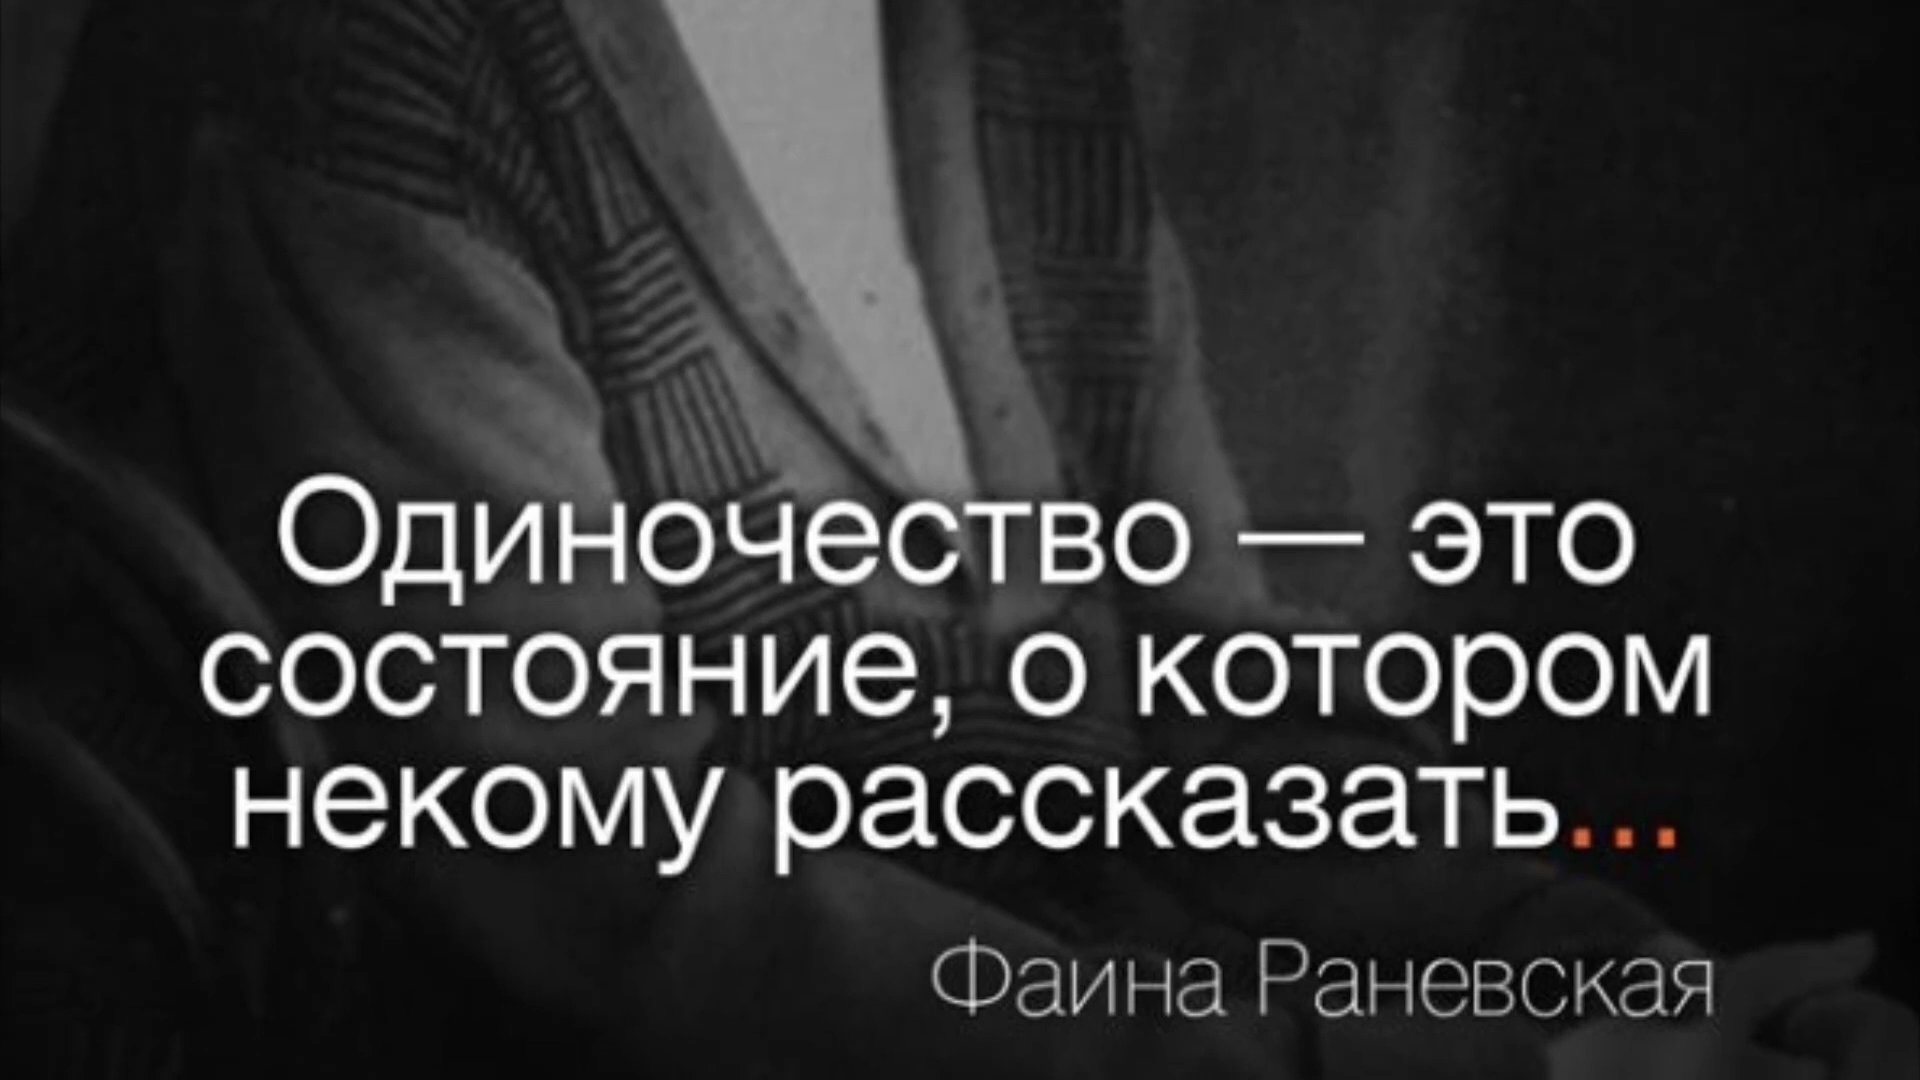 Одиночество — это
состояние, о котором
некому рассказать...
Фаина Раневская